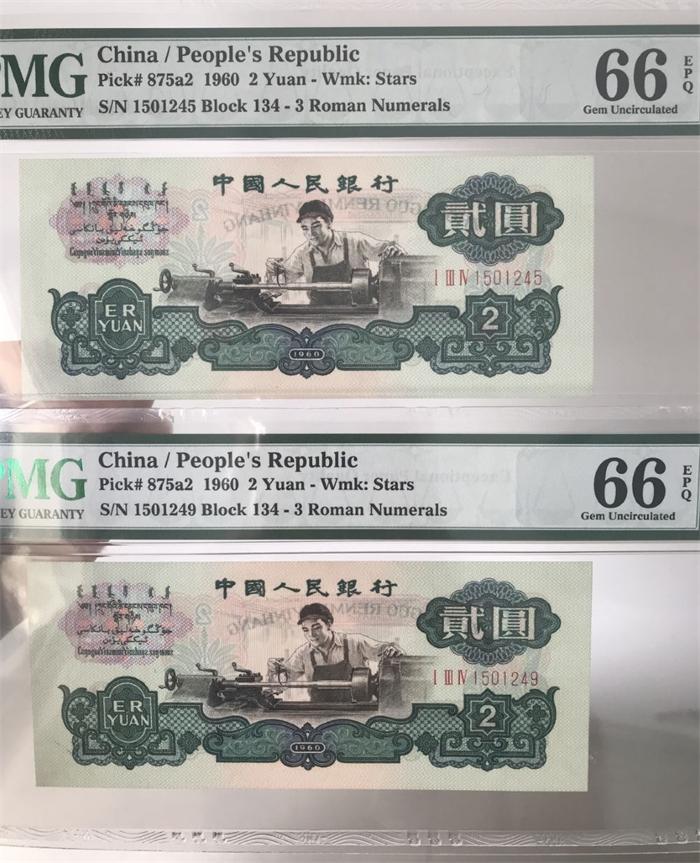 PMG
EY GUARANTY
China / People's Republic
Pick# 875a2 1960 2 Yuan - Wmk: Stars
S/N 1501245 Block 134 - 3 Roman Numerals
66 EPQ
Gem Uncirculated
中國人民銀行
貳圓
I III IV 1501245
ER
YUAN
2
1960
MG
EY GUARANTY
China / People's Republic
Pick# 875a2 1960 2 Yuan - Wmk: Stars
S/N 1501249 Block 134 - 3 Roman Numerals
66 EPQ
Gem Uncirculated
中國人民銀行
貳圓
I III IV 1501249
ER
YUAN
2
1960